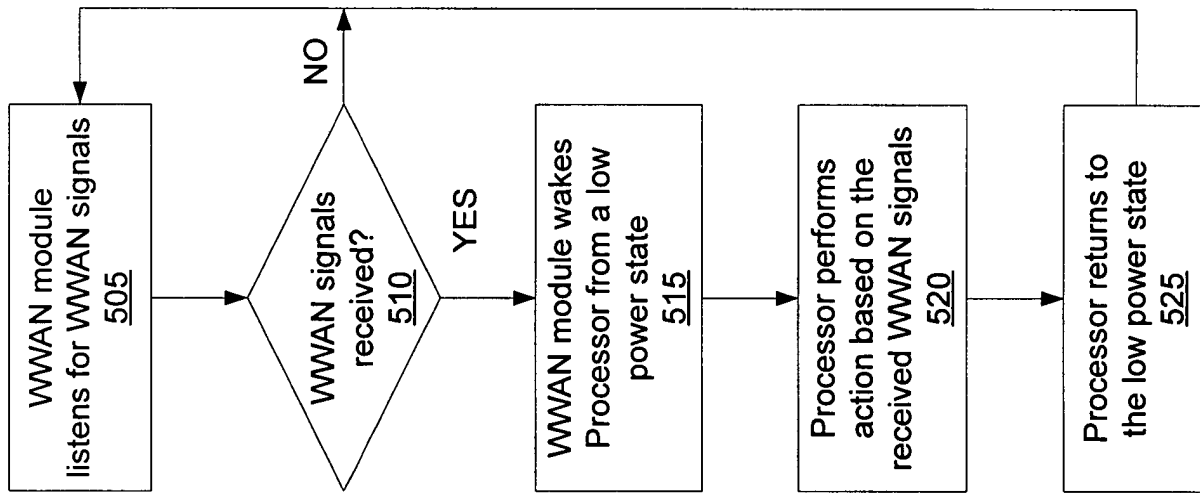 WWAN module
listens for WWAN signals
505
WWAN signals
received?
510
NO
YES
WWAN module wakes
Processor from a low
power state
515
Processor performs
action based on the
received WWAN signals
520
Processor returns to
the low power state
525